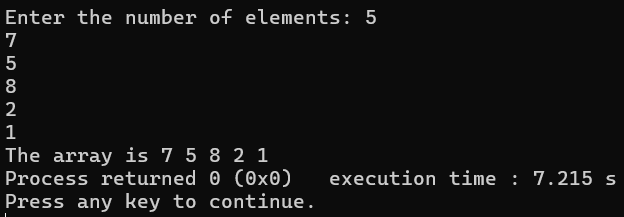 Enter the number of elements: 5
7
5
8
2
1
The array is 7 5 8 2 1
Process returned 0 (0x0)   execution time : 7.215 s
Press any key to continue.